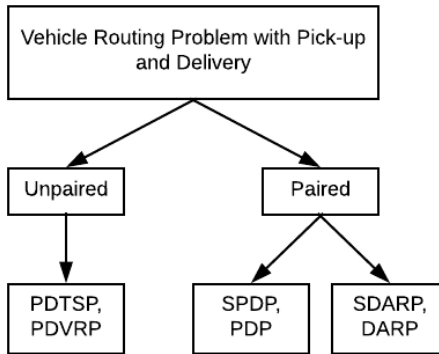 Vehicle Routing Problem with Pick-up
and Delivery
Unpaired
Paired
PDTSP,
PDVRP
SPDP,
PDP
SDARP,
DARP